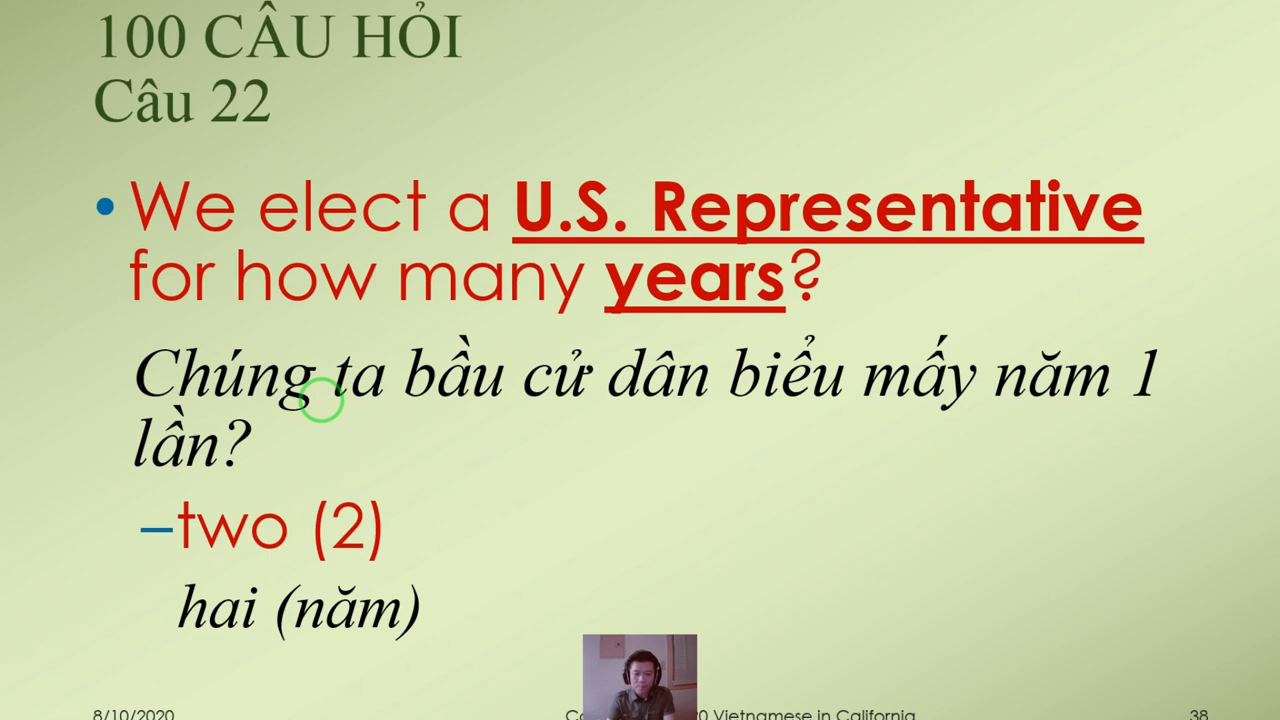 100 CÂU HỎI
Câu 22
• We elect a U.S. Representative
for how many years?
Chúng ta bầu cử dân biểu mấy năm 1
lần?
–two (2)
hai (năm)
8/10/2020
Vietnamese in California
38